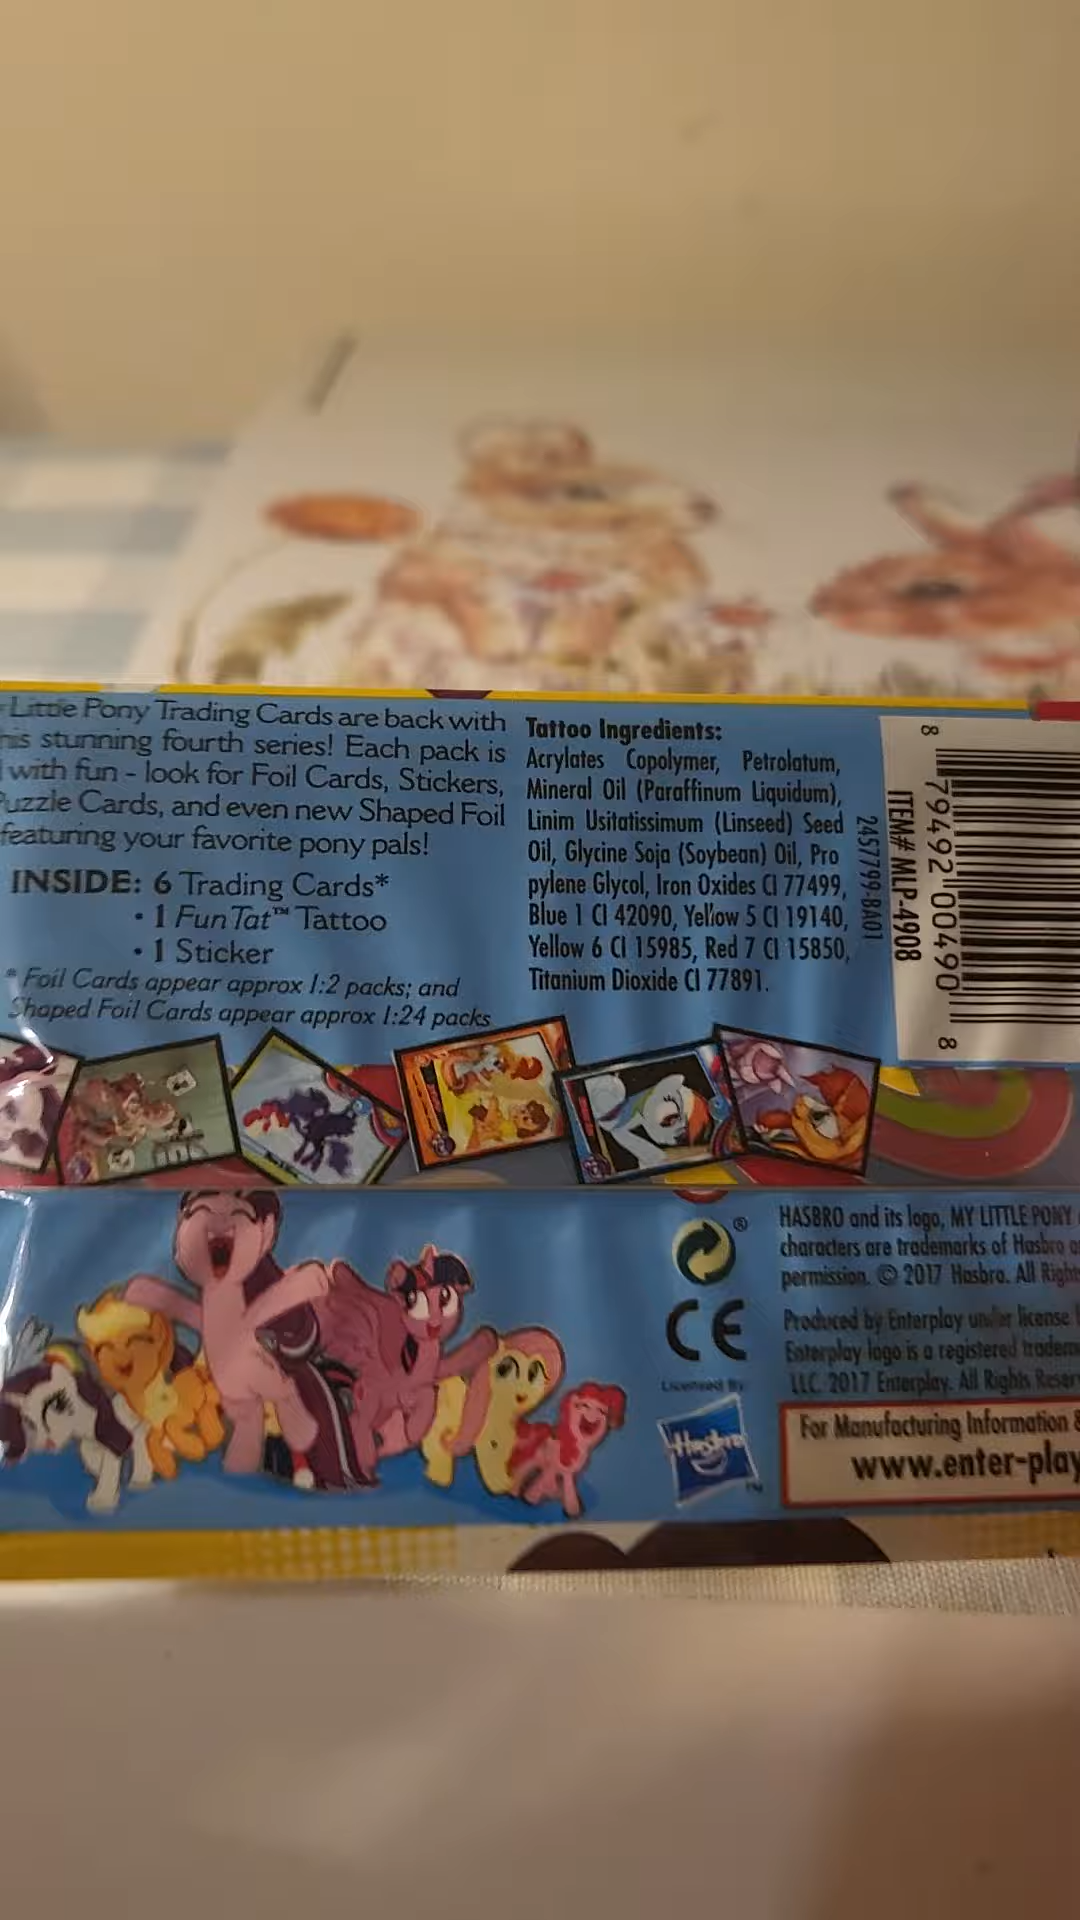 Little Pony Trading Cards are back with
his stunning fourth series! Each pack is
with fun - look for Foil Cards, Stickers,
Puzzle Cards, and even new Shaped Foil
featuring your favorite pony pals!
INSIDE: 6 Trading Cards*
• 1 FunTat™ Tattoo
• 1 Sticker
* Foil Cards appear approx 1:2 packs; and
Shaped Foil Cards appear approx 1:24 packs
Tattoo Ingredients:
Acrylates Copolymer, Petrolatum,
Mineral Oil (Paraffinum Liquidum),
Linim Usitatissimum (Linseed) Seed
Oil, Glycine Soja (Soybean) Oil, Pro
pylene Glycol, Iron Oxides CI 77499,
Blue 1 CI 42090, Yellow 5 CI 19140,
Yellow 6 CI 15985, Red 7 CI 15850,
Titanium Dioxide CI 77891.
2457799-BA01
ITEM# MLP-4908
8 79492 00490 8
®
CE
Licensed By
Hasbro
TM
HASBRO and its logo, MY LITTLE PONY
characters are trademarks of Hasbro
permission. © 2017 Hasbro. All Right
Produced by Enterplay under license
Enterplay logo is a registered tradem
LLC. 2017 Enterplay. All Rights Reser
For Manufacturing Information &
www.enter-play